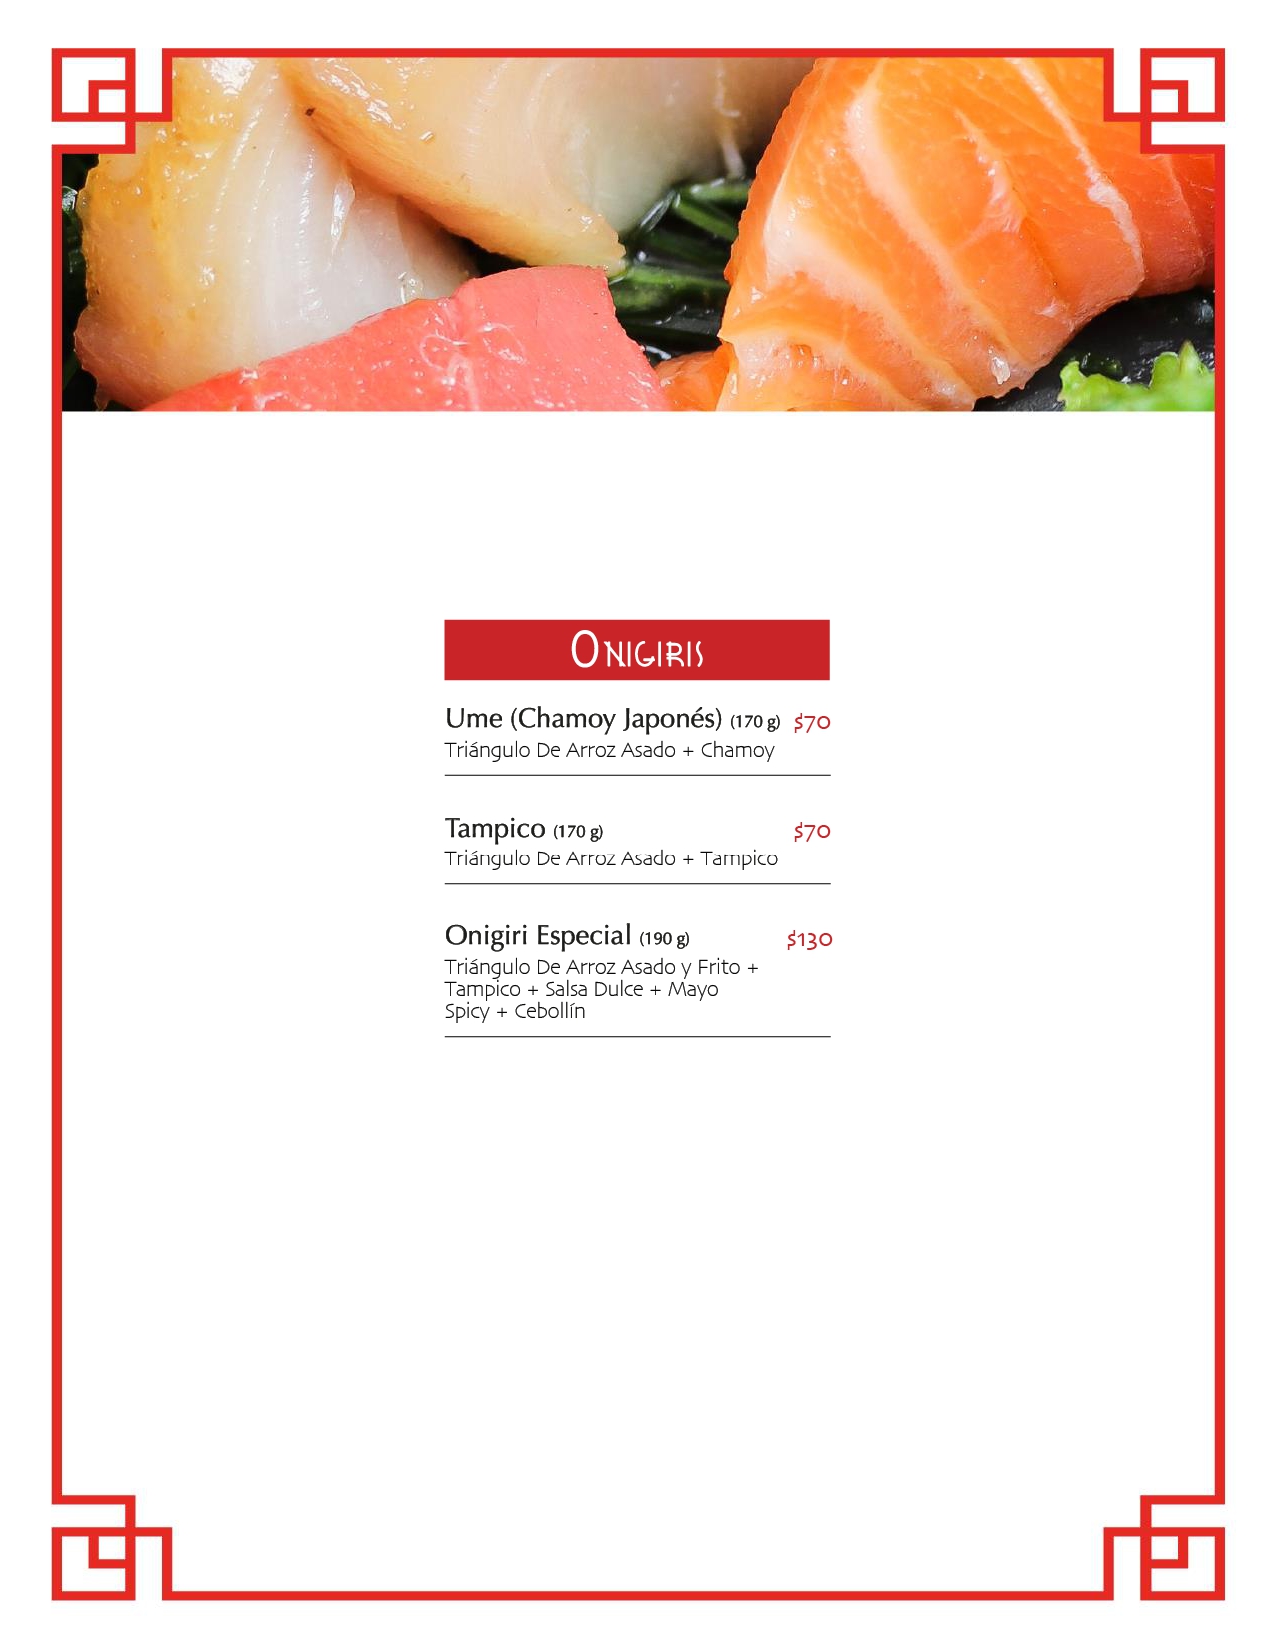 Onigiris
Ume (Chamoy Japonés) (170 g) $70
Triángulo De Arroz Asado + Chamoy
Tampico (170 g) $70
Triángulo De Arroz Asado + Tampico
Onigiri Especial (190 g) $130
Triángulo De Arroz Asado y Frito +
Tampico + Salsa Dulce + Mayo
Spicy + Cebollín